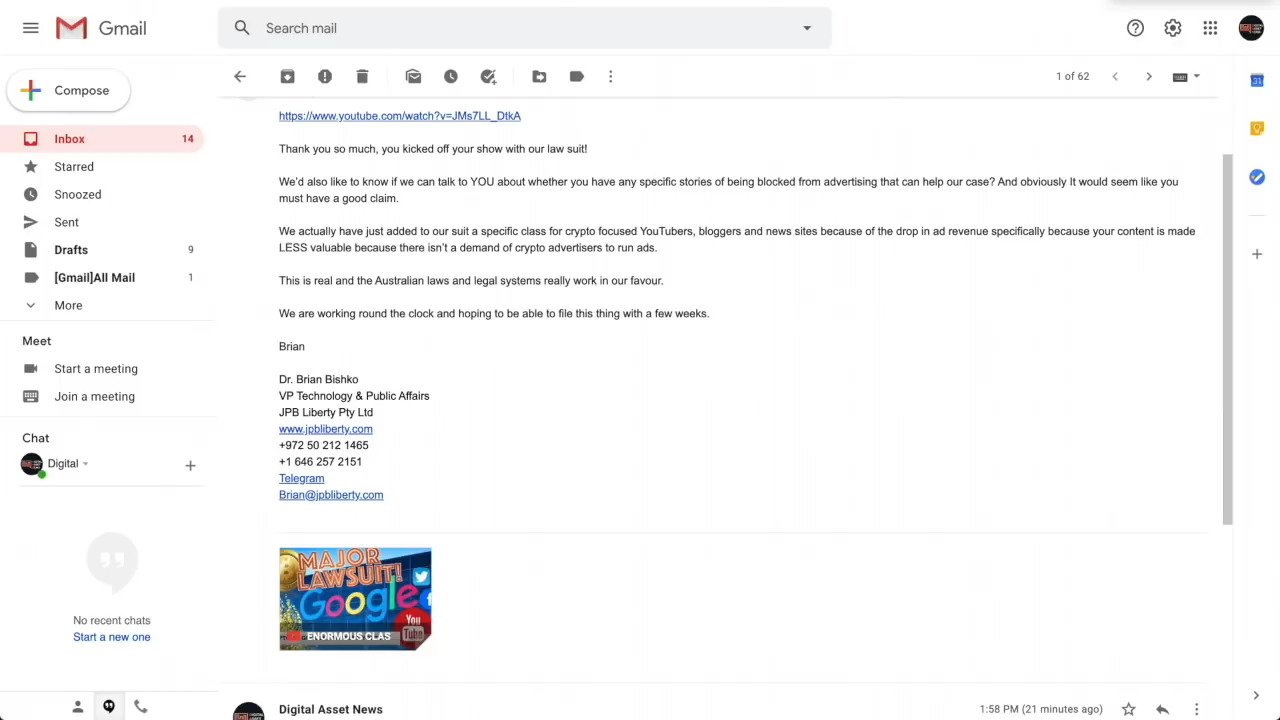 Gmail
Search mail
Compose
1 of 62
31
Inbox 14
https://www.youtube.com/watch?v=JMs7LL_DtkA
Starred
Thank you so much, you kicked off your show with our law suit!
Snoozed
We'd also like to know if we can talk to YOU about whether you have any specific stories of being blocked from advertising that can help our case? And obviously It would seem like you
must have a good claim.
Sent
We actually have just added to our suit a specific class for crypto focused YouTubers, bloggers and news sites because of the drop in ad revenue specifically because your content is made
LESS valuable because there isn't a demand of crypto advertisers to run ads.
Drafts 9
[Gmail]All Mail 1
This is real and the Australian laws and legal systems really work in our favour.
More
We are working round the clock and hoping to be able to file this thing with a few weeks.
Meet
Brian
Start a meeting
Dr. Brian Bishko
Join a meeting
VP Technology & Public Affairs
JPB Liberty Pty Ltd
www.jpbliberty.com
Chat
+972 50 212 1465
Digital
+1 646 257 2151
Telegram
Brian@jpbliberty.com
MAJOR
LAWSUIT!
Google
You
Tube
ENORMOUS CLAS
No recent chats
Start a new one
Digital Asset News
1:58 PM (21 minutes ago)